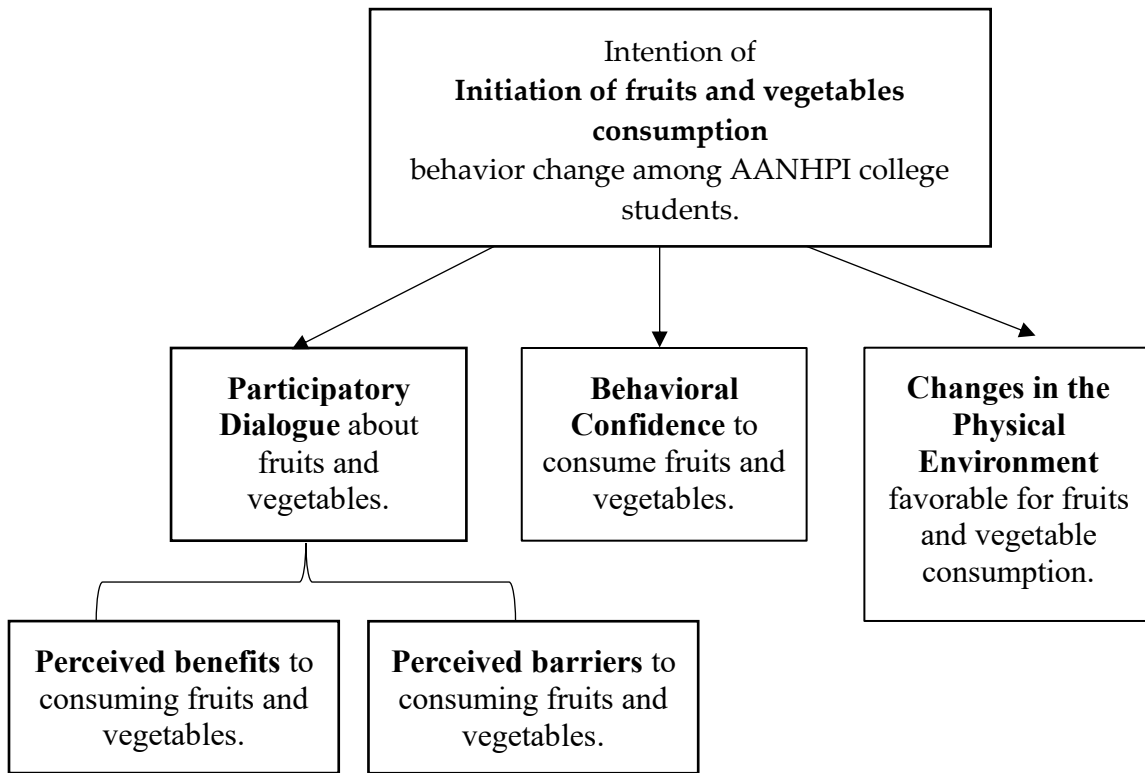 Intention of
Initiation of fruits and vegetables
consumption
behavior change among AANHPI college
students.
Participatory
Dialogue about
fruits and
vegetables.
Behavioral
Confidence to
consume fruits and
vegetables.
Changes in the
Physical
Environment
favorable for fruits
and vegetable
consumption.
Perceived benefits to
consuming fruits and
vegetables.
Perceived barriers to
consuming fruits and
vegetables.